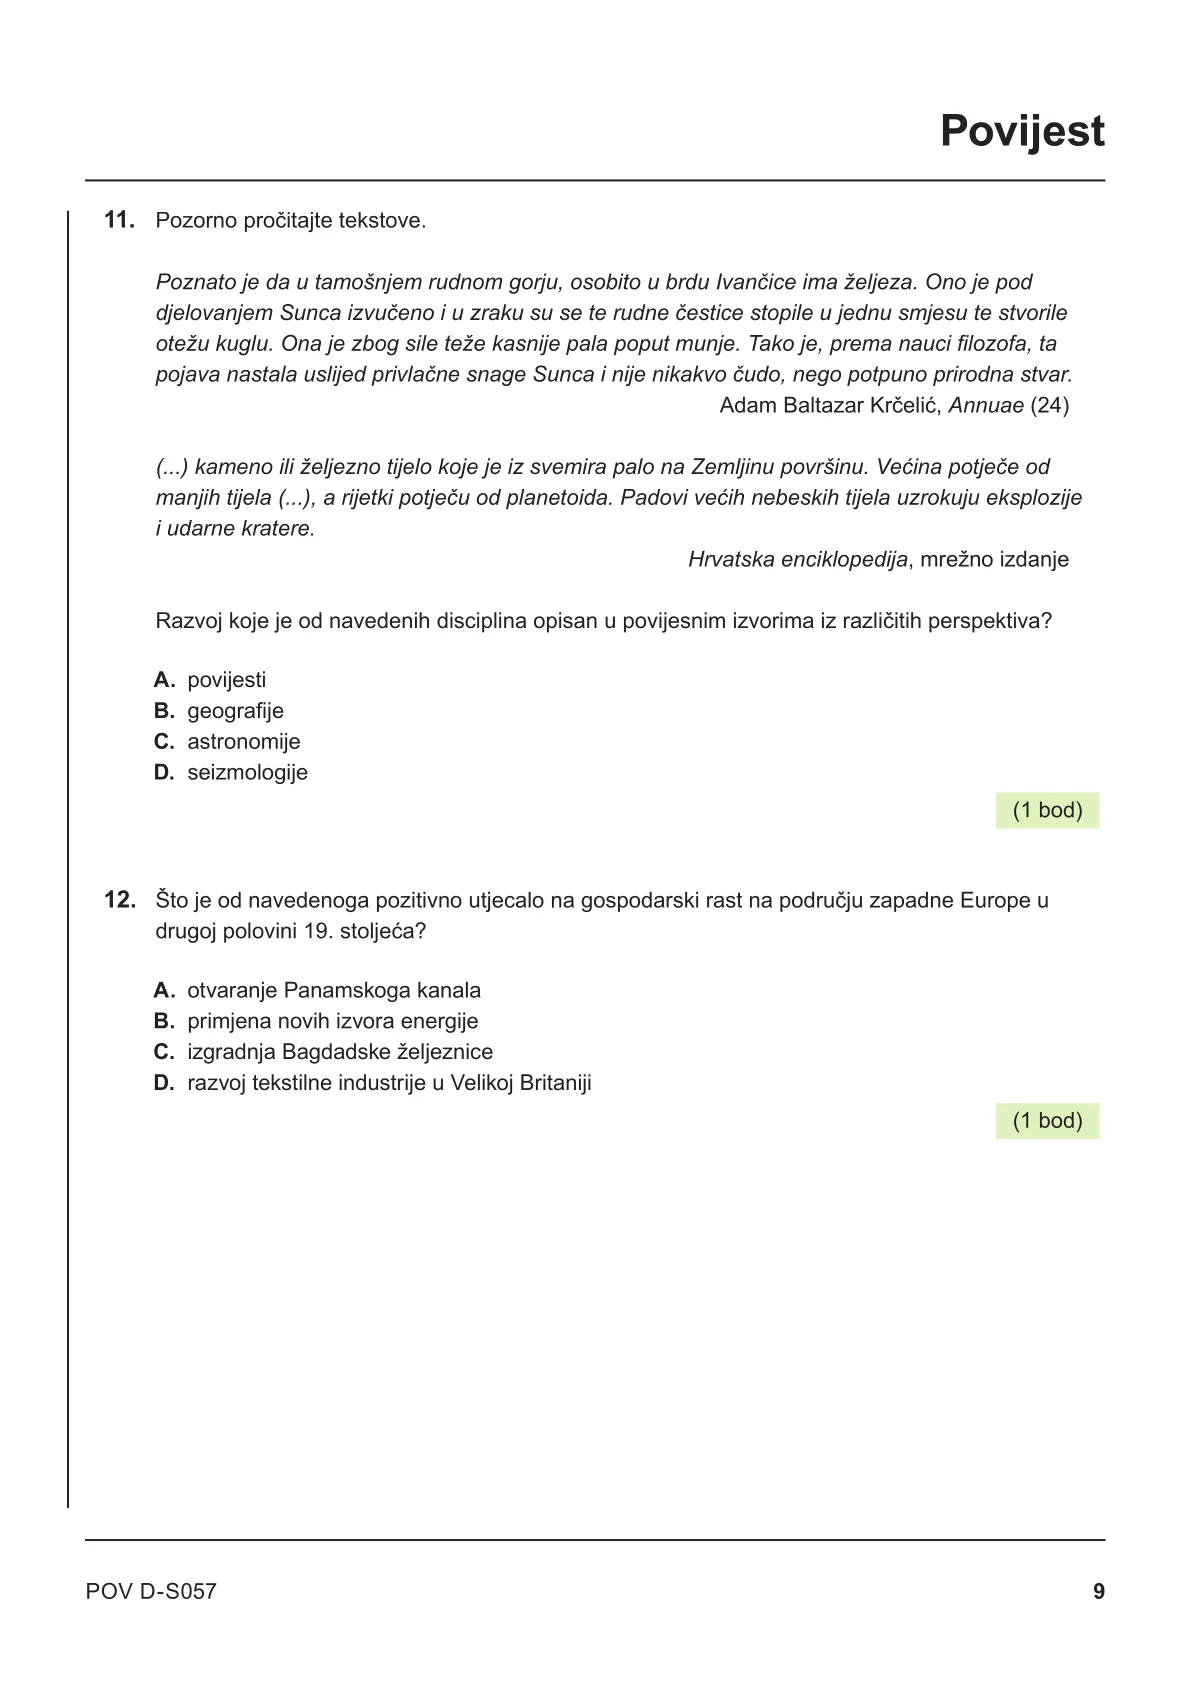 Povijest
11. Pozorno pročitajte tekstove.
Poznato je da u tamošnjem rudnom gorju, osobito u brdu Ivančice ima željeza. Ono je pod
djelovanjem Sunca izvučeno i u zraku su se te rudne čestice stopile u jednu smjesu te stvorile
otežu kuglu. Ona je zbog sile teže kasnije pala poput munje. Tako je, prema nauci filozofa, ta
pojava nastala uslijed privlačne snage Sunca i nije nikakvo čudo, nego potpuno prirodna stvar.
Adam Baltazar Krčelić, Annuae (24)
(...) kameno ili željezno tijelo koje je iz svemira palo na Zemljinu površinu. Većina potječe od
manjih tijela (...), a rijetki potječu od planetoida. Padovi većih nebeskih tijela uzrokuju eksplozije
i udarne kratere.
Hrvatska enciklopedija, mrežno izdanje
Razvoj koje je od navedenih disciplina opisan u povijesnim izvorima iz različitih perspektiva?
A. povijesti
B. geografije
C. astronomije
D. seizmologije
(1 bod)
12. Što je od navedenoga pozitivno utjecalo na gospodarski rast na području zapadne Europe u
drugoj polovini 19. stoljeća?
A. otvaranje Panamskoga kanala
B. primjena novih izvora energije
C. izgradnja Bagdadske željeznice
D. razvoj tekstilne industrije u Velikoj Britaniji
(1 bod)
POV D-S057
9